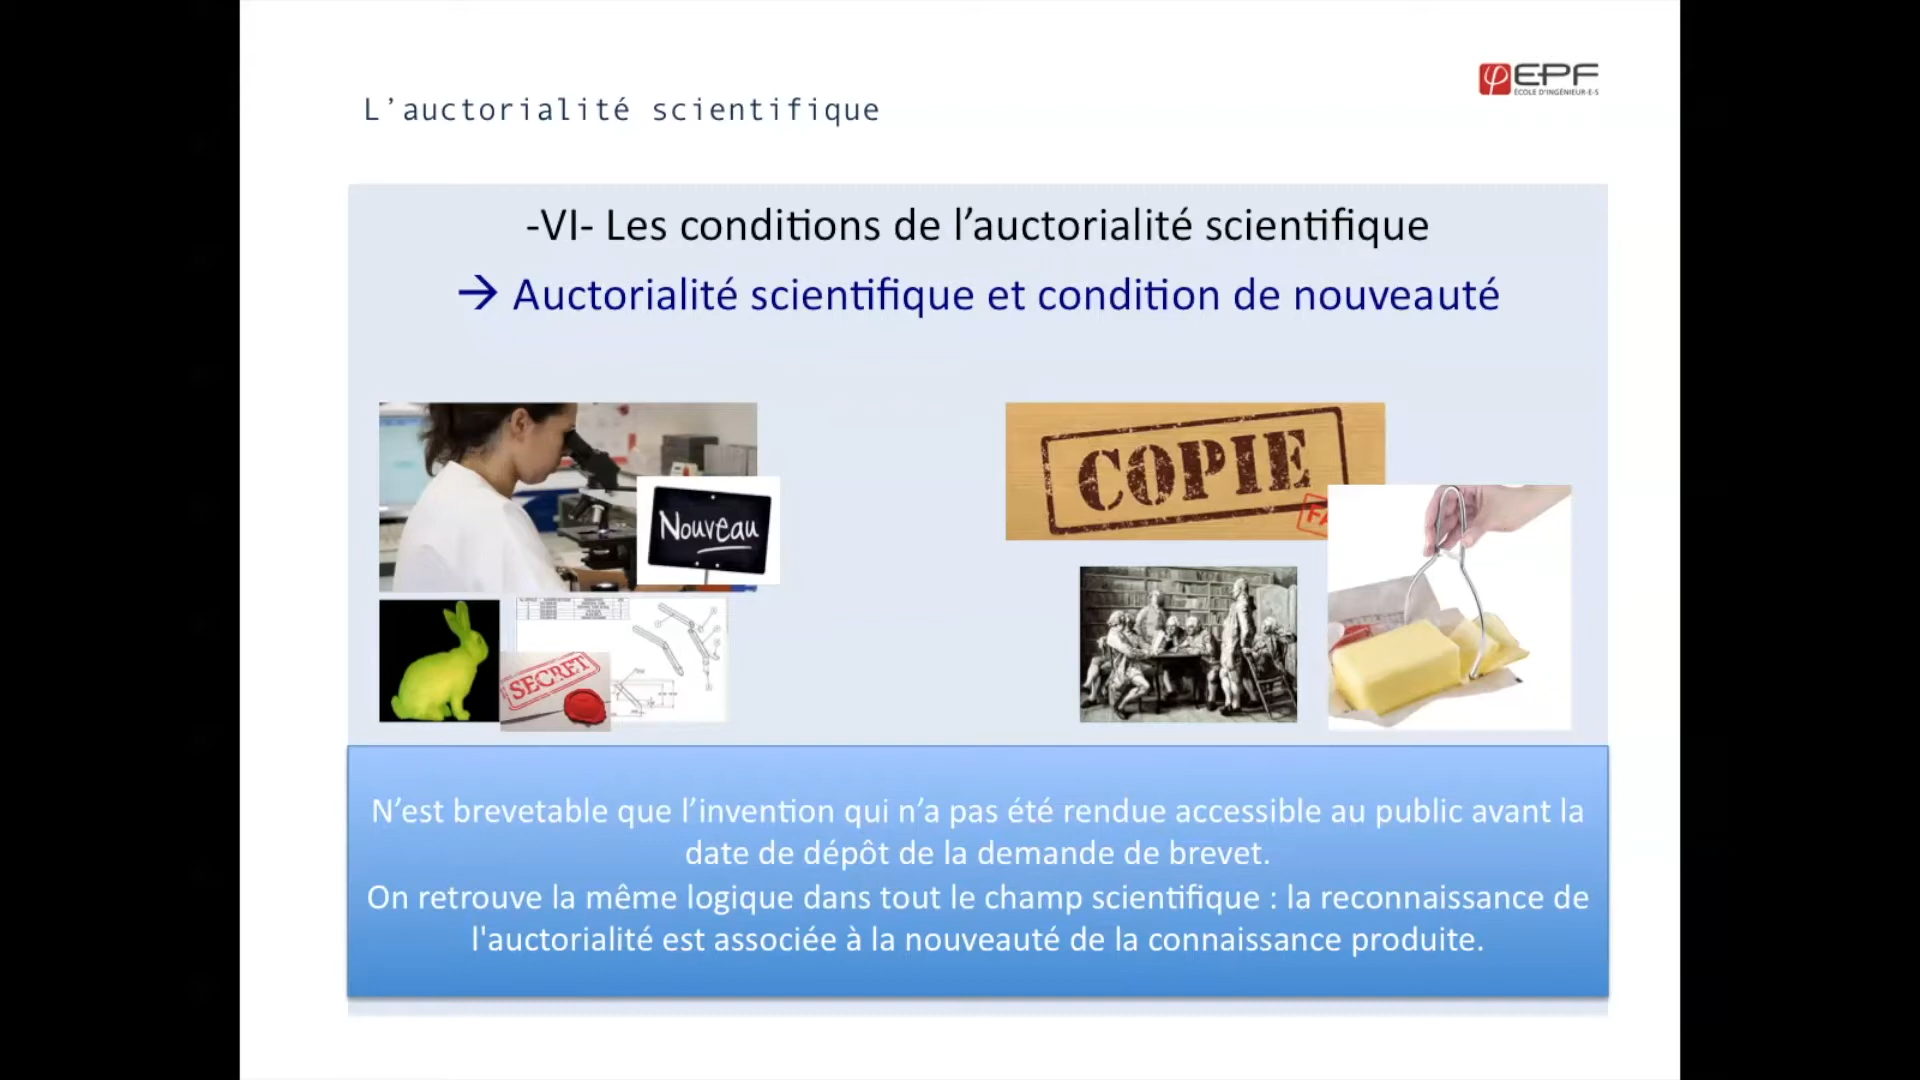 EPF
ÉCOLE D'INGÉNIEUR-E-S
L’auctorialité scientifique
-VI- Les conditions de l’auctorialité scientifique
→ Auctorialité scientifique et condition de nouveauté
Nouveau
COPIE
SECRET
N’est brevetable que l’invention qui n’a pas été rendue accessible au public avant la
date de dépôt de la demande de brevet.
On retrouve la même logique dans tout le champ scientifique : la reconnaissance de
l'auctorialité est associée à la nouveauté de la connaissance produite.